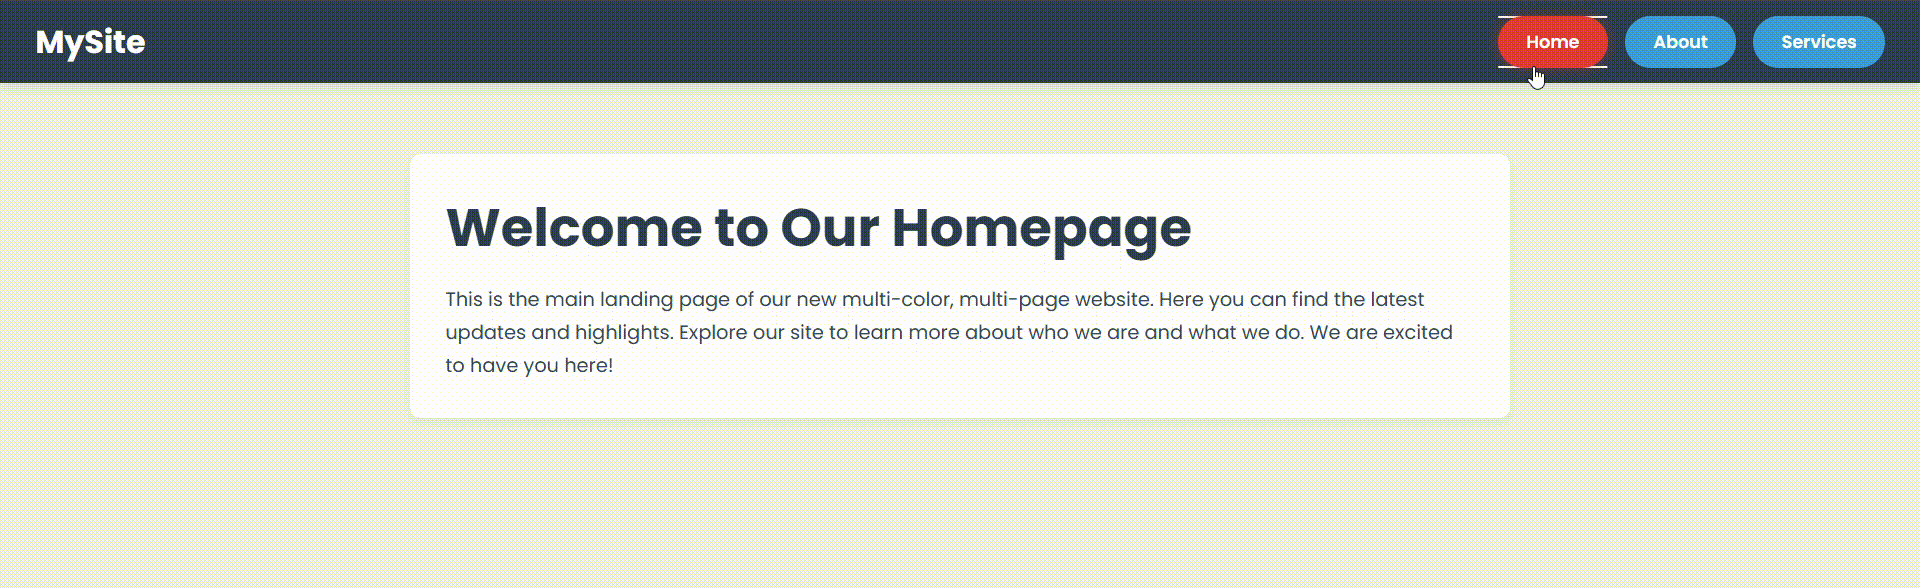 MySite
Home
About
Services
Welcome to Our Homepage
This is the main landing page of our new multi-color, multi-page website. Here you can find the latest
updates and highlights. Explore our site to learn more about who we are and what we do. We are excited
to have you here!